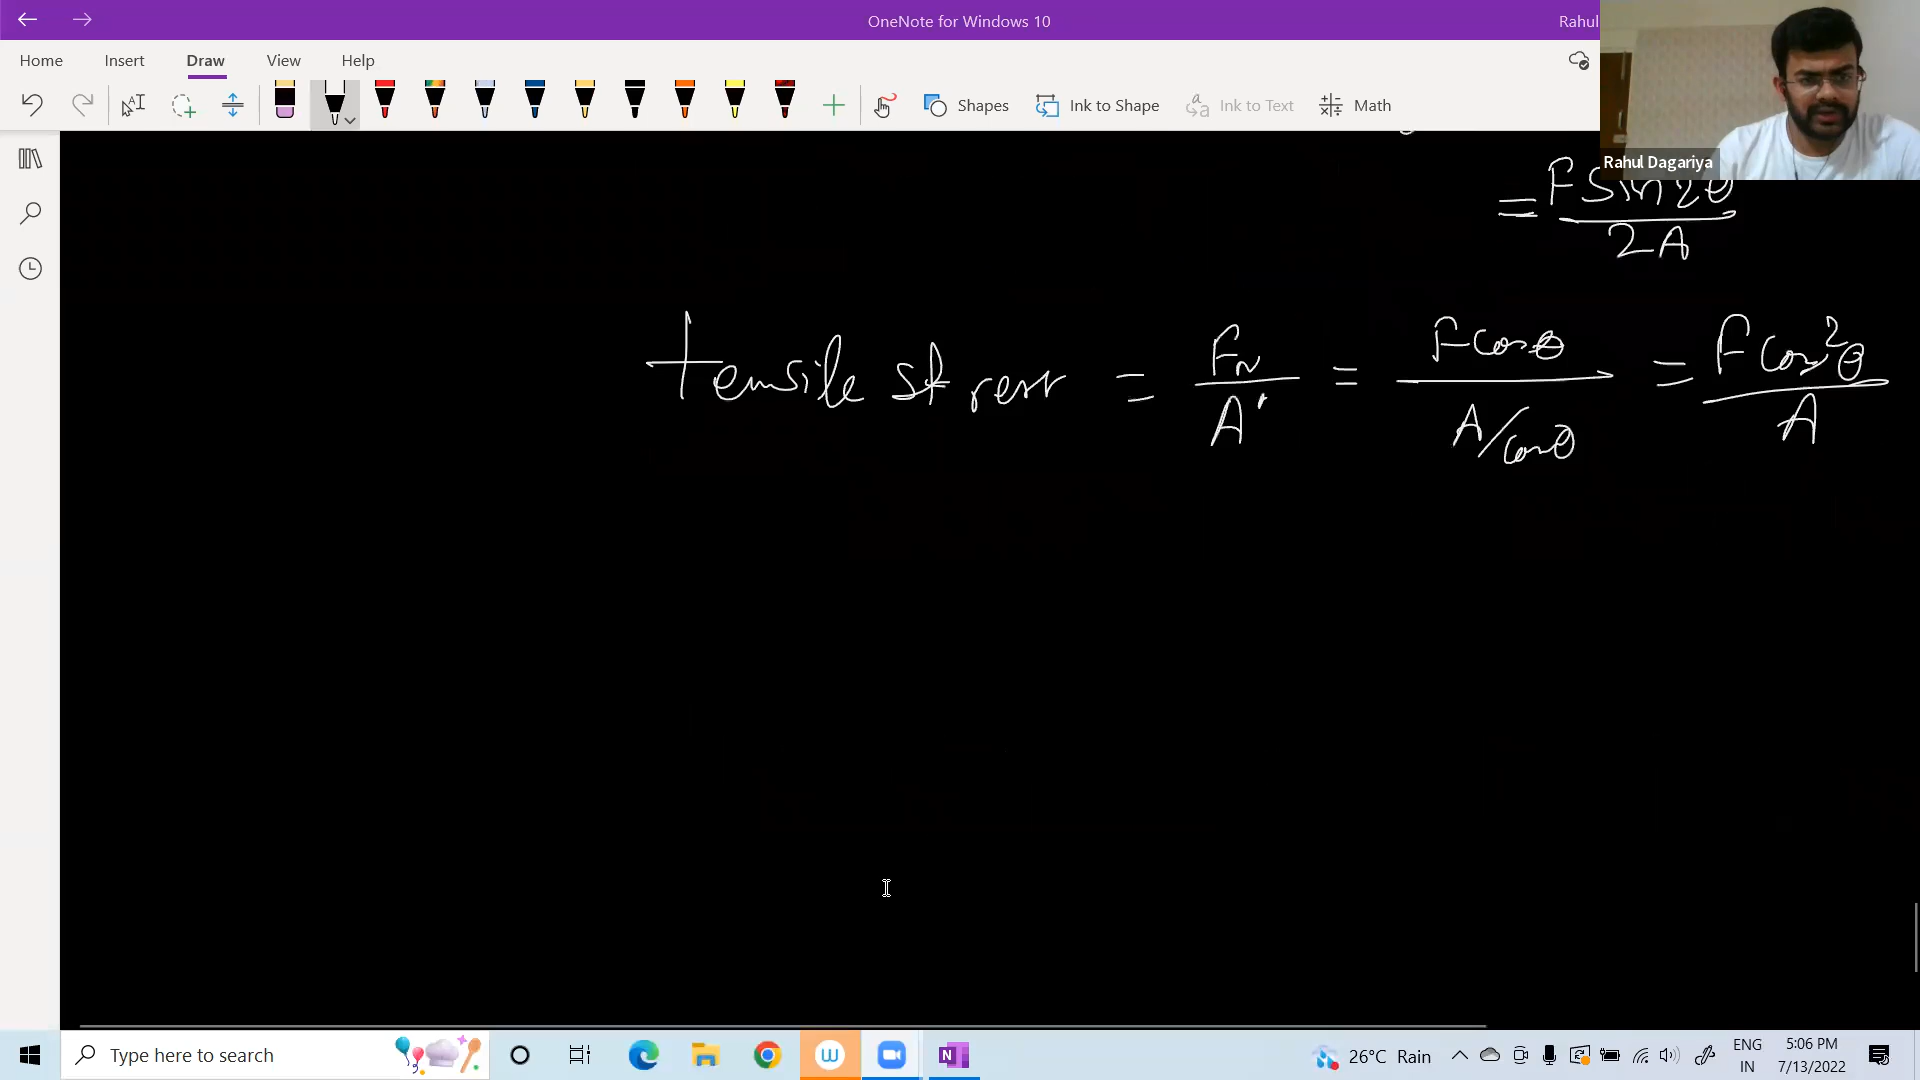 OneNote for Windows 10
Rahul
Home Insert Draw View Help
Shapes Ink to Shape Ink to Text Math
Rahul Dagariya
= F Sin2θ / 2A
tensile stress = F_N / A' = F cosθ / A/cosθ = F cos²θ / A
Type here to search
26°C Rain
ENG
IN
5:06 PM
7/13/2022